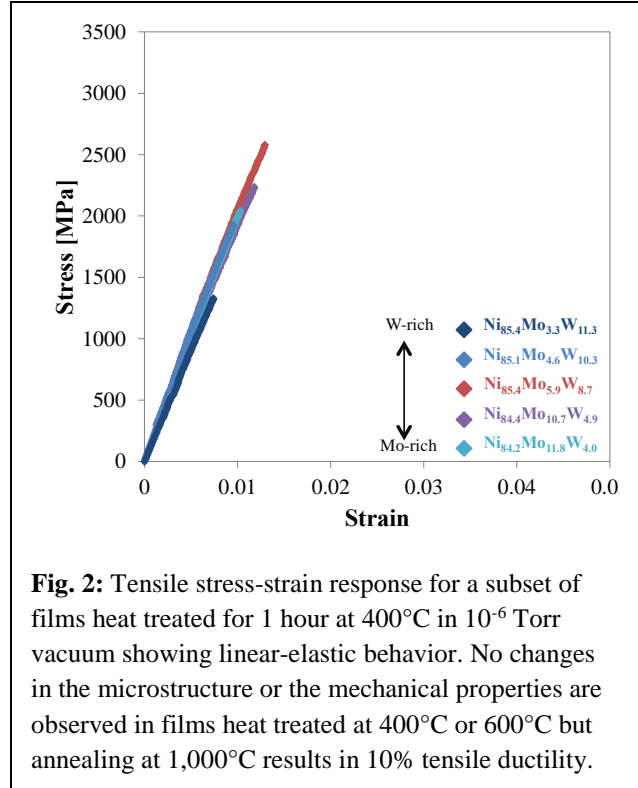 3500
3000
2500
2000
1500
1000
500
0
Stress [MPa]
0 0.01 0.02 0.03 0.04 0.0
Strain
W-rich
Mo-rich
Ni85.4Mo3.3W11.3
Ni85.1Mo4.6W10.3
Ni85.4Mo5.9W8.7
Ni84.4Mo10.7W4.9
Ni84.2Mo11.8W4.0
Fig. 2: Tensile stress-strain response for a subset of
films heat treated for 1 hour at 400°C in 10⁻⁶ Torr
vacuum showing linear-elastic behavior. No changes
in the microstructure or the mechanical properties are
observed in films heat treated at 400°C or 600°C but
annealing at 1,000°C results in 10% tensile ductility.